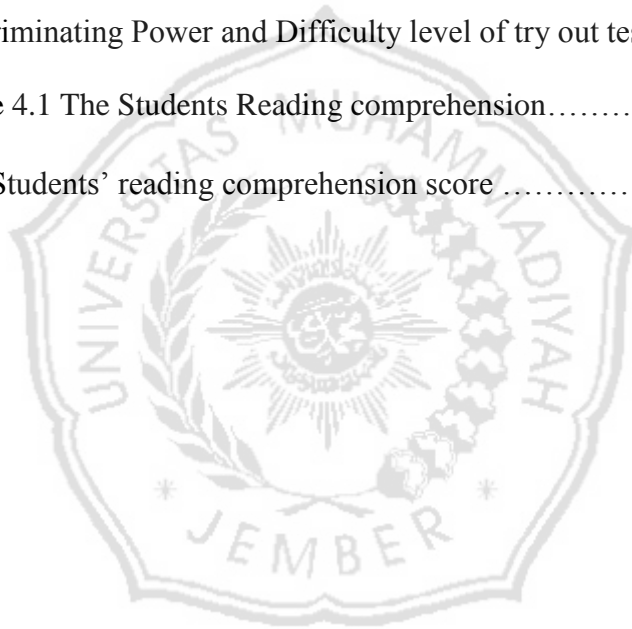 riminating Power and Difficulty level of try out tes
e 4.1 The Students Reading comprehension………
Students’ reading comprehension score …………
UNIVERSITAS MUHAMMADIYAH
JEMBER